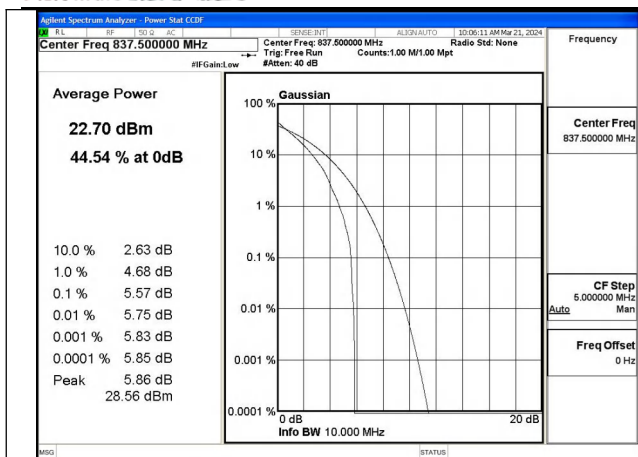 Agilent Spectrum Analyzer - Power Stat CCDF
RL RF 50 Ω AC SENSE:INT ALIGN AUTO 10:06:11 AM Mar 21, 2024
Center Freq 837.500000 MHz
Center Freq: 837.500000 MHz Radio Std: None
Trig: Free Run Counts:1.00 M/1.00 Mpt
#IFGain:Low #Atten: 40 dB
Frequency
Average Power
22.70 dBm
44.54 % at 0dB
10.0 % 2.63 dB
1.0 % 4.68 dB
0.1 % 5.57 dB
0.01 % 5.75 dB
0.001 % 5.83 dB
0.0001 % 5.85 dB
Peak 5.86 dB
28.56 dBm
Gaussian
100 %
10 %
1 %
0.1 %
0.01 %
0.001 %
0.0001 %
0 dB 20 dB
Info BW 10.000 MHz
Center Freq
837.500000 MHz
CF Step
5.000000 MHz
Auto Man
Freq Offset
0 Hz
MSG STATUS